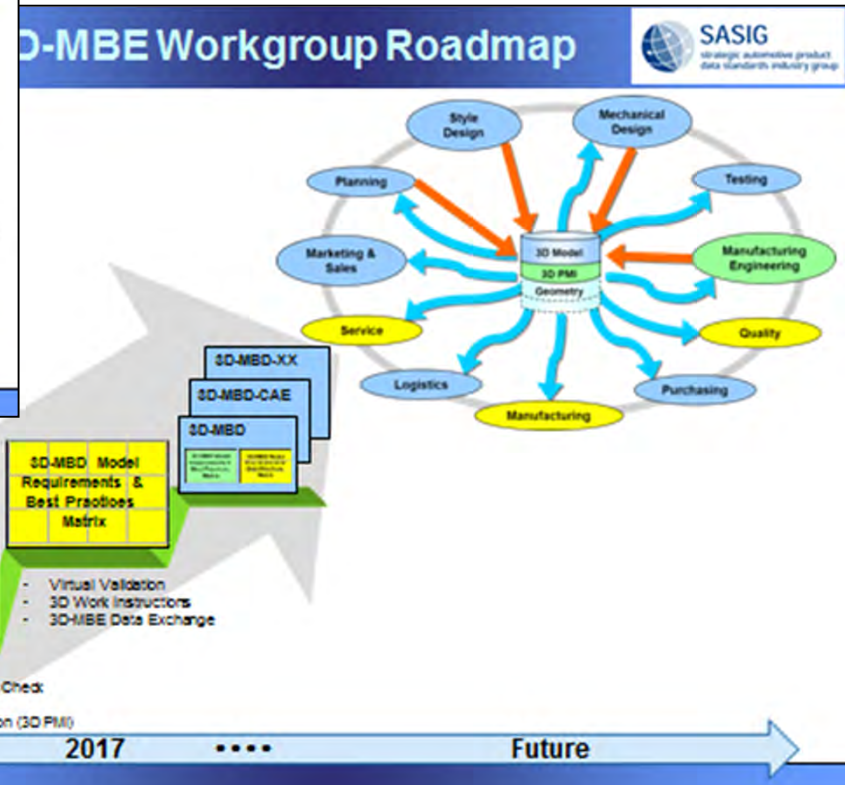 D-MBE Workgroup Roadmap
SASIG
strategic automotive product
data standards industry group
Style
Design
Mechanical
Design
Planning
Testing
Marketing &
Sales
3D Model
3D PMI
Geometry
Manufacturing
Engineering
Service
Quality
Logistics
Purchasing
Manufacturing
3D-MBD-XX
3D-MBD-CAE
3D-MBD
3D-MBD Model
Requirements &
Best Practices
Matrix
- Virtual Validation
- 3D Work Instructions
- 3D-MBE Data Exchange
Check
on (3D PMI)
2017 •••• Future